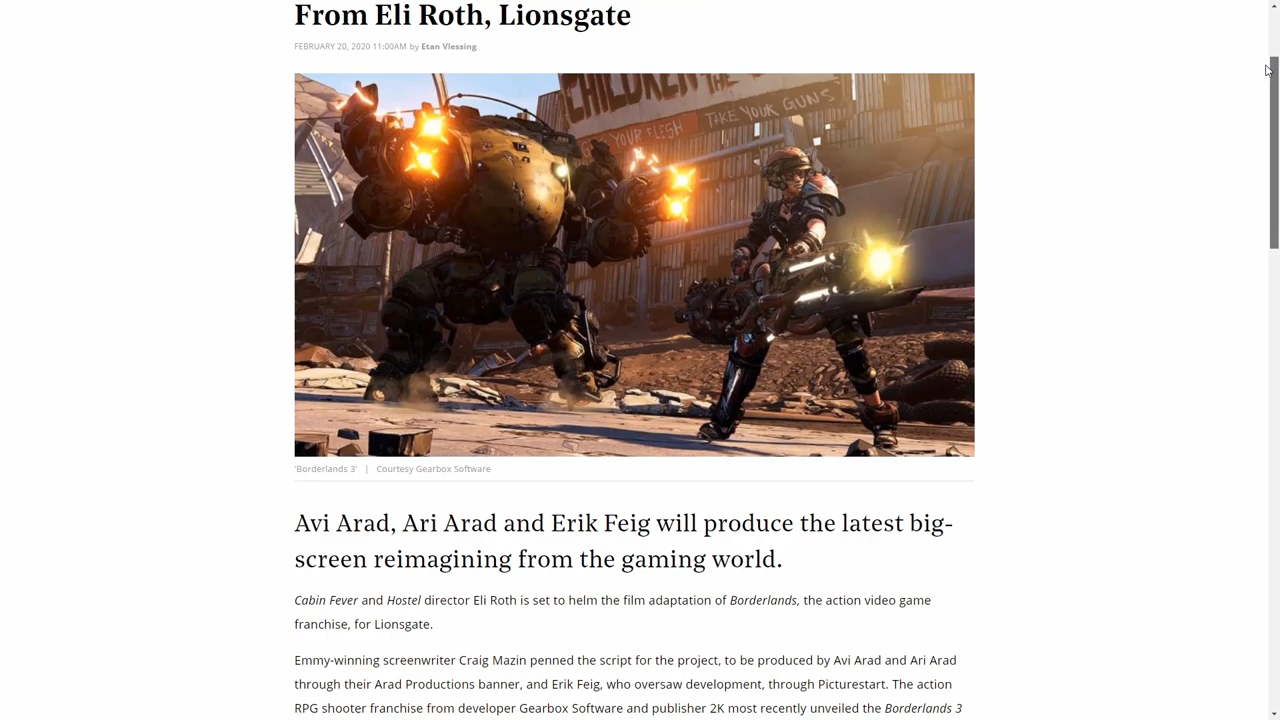 From Eli Roth, Lionsgate
FEBRUARY 20, 2020 11:00AM by Etan Vlessing
CHILDREN
YOUR FLESH
TAKE YOUR GUNS
'Borderlands 3' | Courtesy Gearbox Software
Avi Arad, Ari Arad and Erik Feig will produce the latest big-
screen reimagining from the gaming world.
Cabin Fever and Hostel director Eli Roth is set to helm the film adaptation of Borderlands, the action video game
franchise, for Lionsgate.
Emmy-winning screenwriter Craig Mazin penned the script for the project, to be produced by Avi Arad and Ari Arad
through their Arad Productions banner, and Erik Feig, who oversaw development, through Picturestart. The action
RPG shooter franchise from developer Gearbox Software and publisher 2K most recently unveiled the Borderlands 3